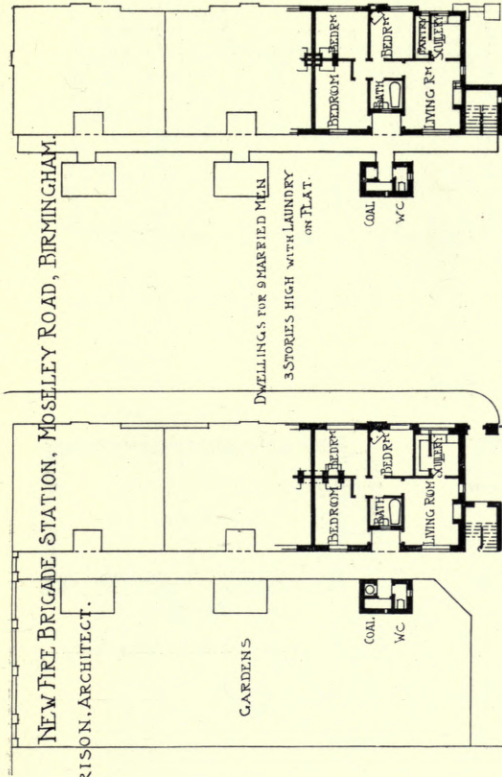 NEW FIRE BRIGADE STATION, MOSELEY ROAD, BIRMINGHAM.
RISON, ARCHITECT.
BEDRM
BEDRM
PANTRY
SCULLERY
BEDROOM
BATH
LIVING RM
COAL
WC
DWELLINGS FOR 9 MARRIED MEN
3 STORIES HIGH WITH LAUNDRY
ON FLAT.
BEDRM
BEDRM
SCULLERY
BEDROOM
BATH
LIVING ROOM
COAL
WC
GARDENS